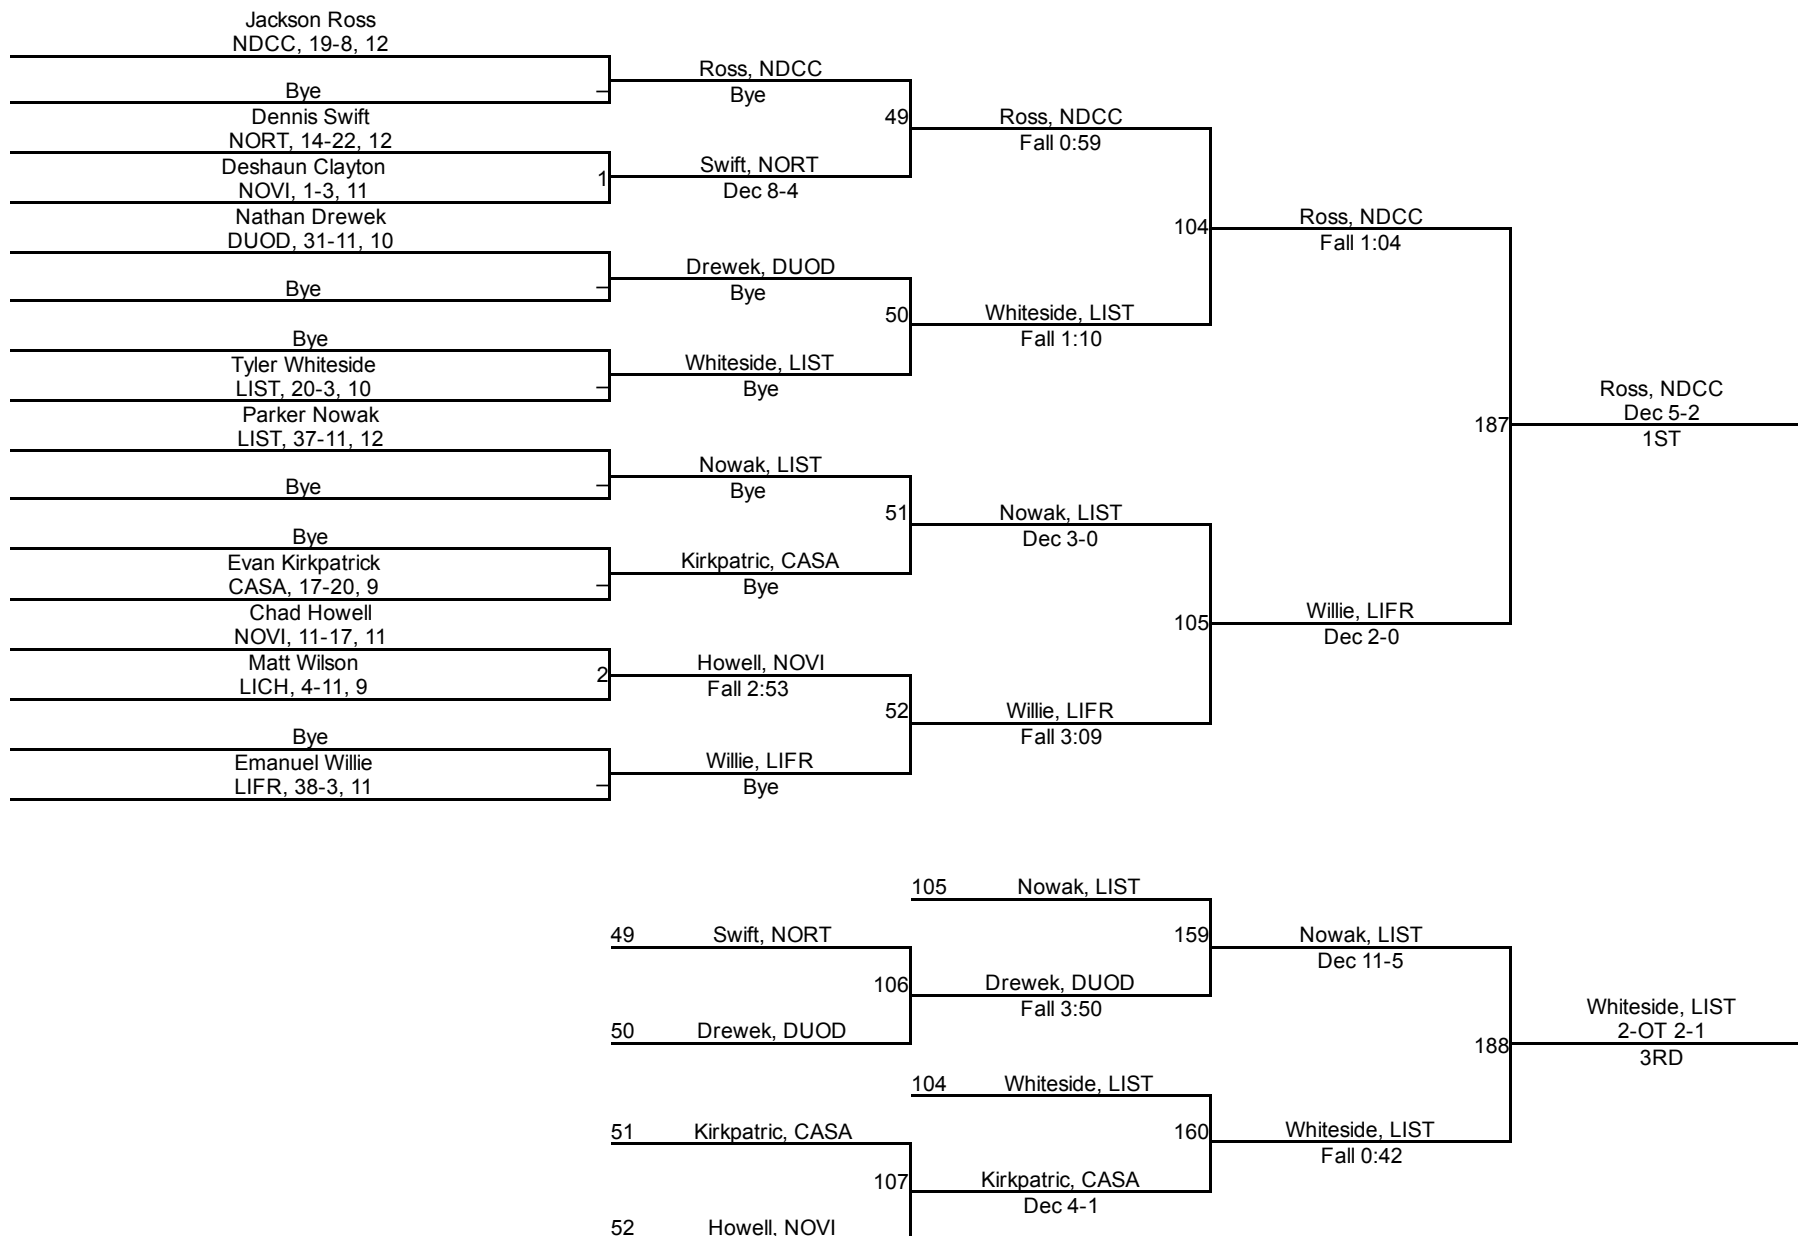 Jackson Ross
NDCC, 19-8, 12
Bye
Dennis Swift
NORT, 14-22, 12
Deshaun Clayton
NOVI, 1-3, 11
1
Nathan Drewek
DUOD, 31-11, 10
Bye
Bye
Tyler Whiteside
LIST, 20-3, 10
Parker Nowak
LIST, 37-11, 12
Bye
Bye
Evan Kirkpatrick
CASA, 17-20, 9
Chad Howell
NOVI, 11-17, 11
Matt Wilson
LICH, 4-11, 9
2
Bye
Emanuel Willie
LIFR, 38-3, 11
Ross, NDCC
Bye
49
Swift, NORT
Dec 8-4
Drewek, DUOD
Bye
50
Whiteside, LIST
Bye
Nowak, LIST
Bye
51
Kirkpatric, CASA
Bye
Howell, NOVI
Fall 2:53
52
Willie, LIFR
Bye
Ross, NDCC
Fall 0:59
104
Whiteside, LIST
Fall 1:10
Nowak, LIST
Dec 3-0
105
Willie, LIFR
Fall 3:09
Ross, NDCC
Fall 1:04
187
Willie, LIFR
Dec 2-0
Ross, NDCC
Dec 5-2
1ST
105 Nowak, LIST
49 Swift, NORT
159
106
Drewek, DUOD
Fall 3:50
50 Drewek, DUOD
104 Whiteside, LIST
51 Kirkpatric, CASA
160
107
Kirkpatric, CASA
Dec 4-1
52 Howell, NOVI
Nowak, LIST
Dec 11-5
188
Whiteside, LIST
Fall 0:42
Whiteside, LIST
2-OT 2-1
3RD